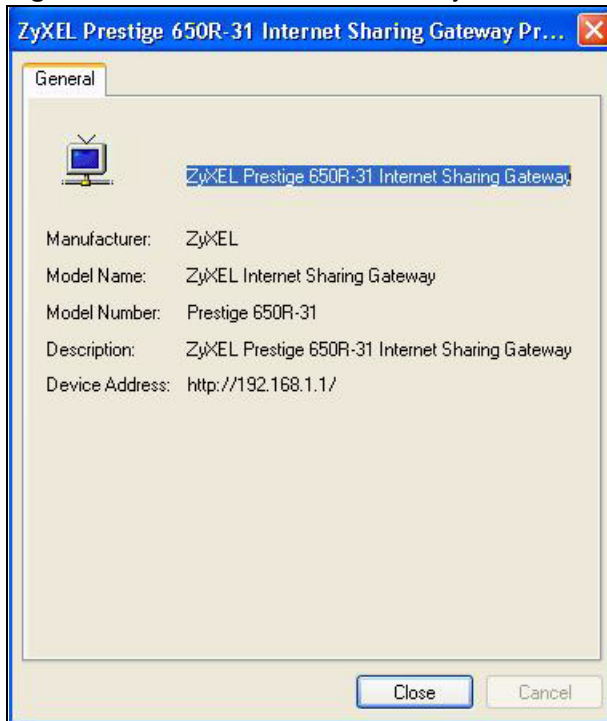 ZyXEL Prestige 650R-31 Internet Sharing Gateway Pr...
General
ZyXEL Prestige 650R-31 Internet Sharing Gateway
Manufacturer: ZyXEL
Model Name: ZyXEL Internet Sharing Gateway
Model Number: Prestige 650R-31
Description: ZyXEL Prestige 650R-31 Internet Sharing Gateway
Device Address: http://192.168.1.1/
Close Cancel